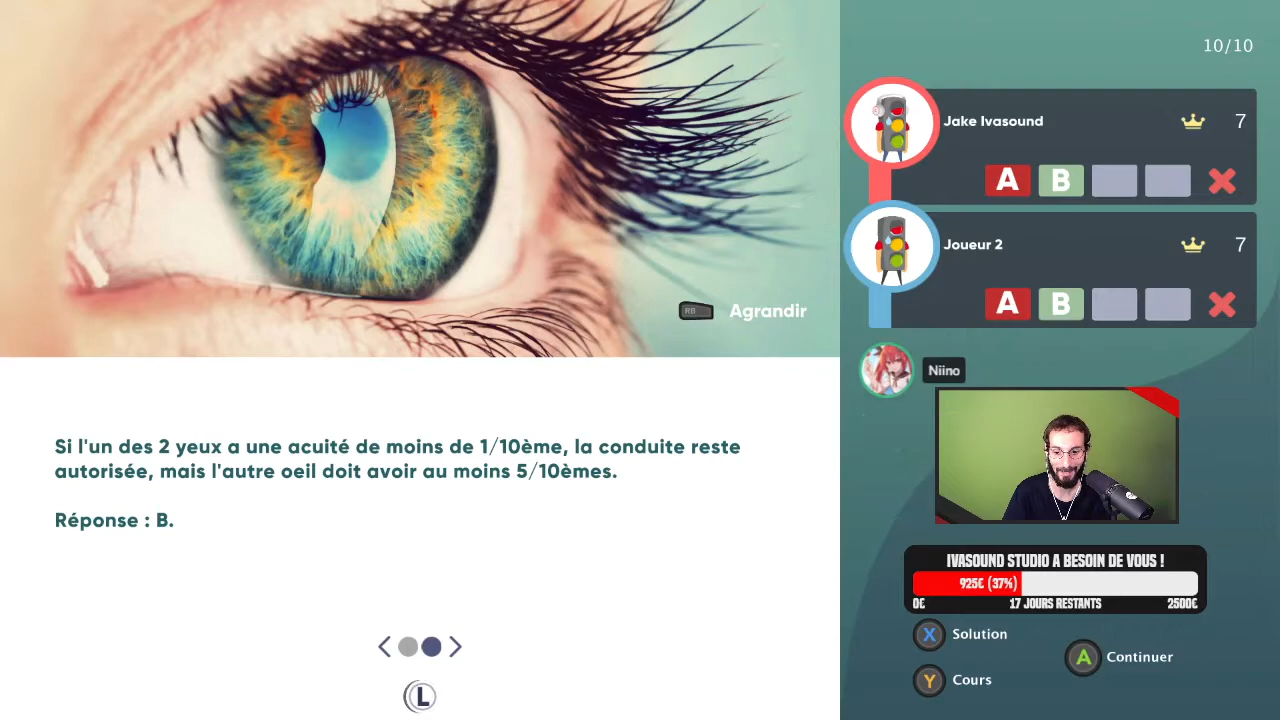 10/10
Jake Ivasound
7
A
B
Joueur 2
7
A
B
RB
Agrandir
Niino
Si l'un des 2 yeux a une acuité de moins de 1/10ème, la conduite reste
autorisée, mais l'autre oeil doit avoir au moins 5/10èmes.
Réponse : B.
IVASOUND STUDIO A BESOIN DE VOUS !
925€ (37%)
0€ 17 JOURS RESTANTS 2500€
X Solution
A Continuer
Y Cours
L